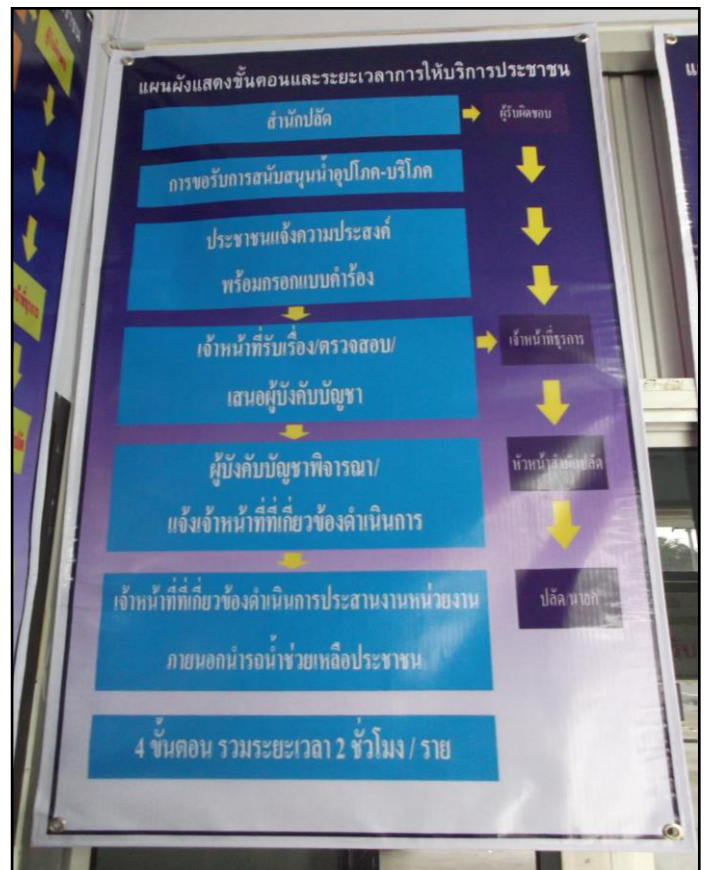 แผนผังแสดงขั้นตอนและระยะเวลาการให้บริการประชาชน
สำนักปลัด
ผู้รับผิดชอบ
การขอรับการสนับสนุนน้ำอุปโภค-บริโภค
ประชาชนแจ้งความประสงค์
พร้อมกรอกแบบคำร้อง
เจ้าหน้าที่รับเรื่อง/ตรวจสอบ/
เสนอผู้บังคับบัญชา
เจ้าหน้าที่ธุรการ
ผู้บังคับบัญชาพิจารณา/
แจ้งเจ้าหน้าที่ที่เกี่ยวข้องดำเนินการ
หัวหน้าสำนักปลัด
เจ้าหน้าที่ที่เกี่ยวข้องดำเนินการประสานงานหน่วยงาน
ภายนอกนำรถน้ำช่วยเหลือประชาชน
ปลัด/นายก
4 ขั้นตอน รวมระยะเวลา 2 ชั่วโมง / ราย